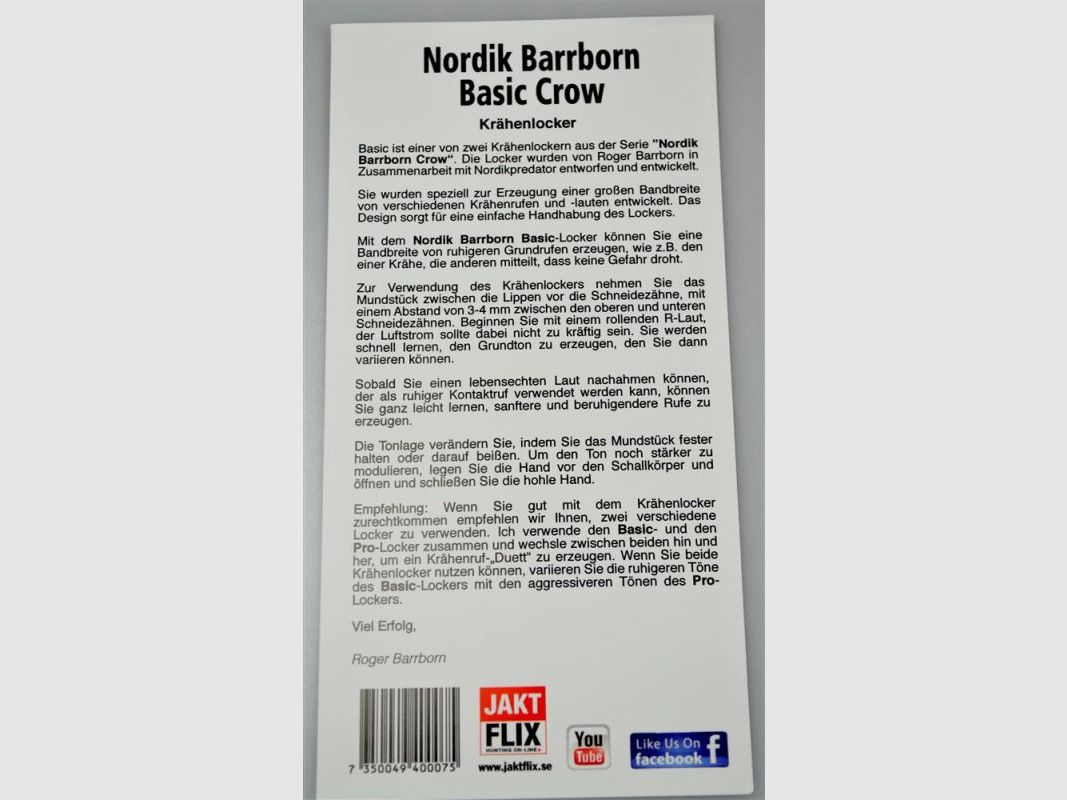 Nordik Barrborn
Basic Crow
Krähenlocker
Basic ist einer von zwei Krähenlockern aus der Serie "Nordik
Barrborn Crow“. Die Locker wurden von Roger Barrborn in
Zusammenarbeit mit Nordikpredator entworfen und entwickelt.
Sie wurden speziell zur Erzeugung einer großen Bandbreite
von verschiedenen Krähenrufen und -lauten entwickelt. Das
Design sorgt für eine einfache Handhabung des Lockers.
Mit dem Nordik Barrborn Basic-Locker können Sie eine
Bandbreite von ruhigeren Grundrufen erzeugen, wie z.B. den
einer Krähe, die anderen mitteilt, dass keine Gefahr droht.
Zur Verwendung des Krähenlockers nehmen Sie das
Mundstück zwischen die Lippen vor die Schneidezähne, mit
einem Abstand von 3-4 mm zwischen den oberen und unteren
Schneidezähnen. Beginnen Sie mit einem rollenden R-Laut,
der Luftstrom sollte dabei nicht zu kräftig sein. Sie werden
schnell lernen, den Grundton zu erzeugen, den Sie dann
variieren können.
Sobald Sie einen lebensechten Laut nachahmen können,
der als ruhiger Kontaktruf verwendet werden kann, können
Sie ganz leicht lernen, sanftere und beruhigendere Rufe zu
erzeugen.
Die Tonlage verändern Sie, indem Sie das Mundstück fester
halten oder darauf beißen. Um den Ton noch stärker zu
modulieren, legen Sie die Hand vor den Schallkörper und
öffnen und schließen Sie die hohle Hand.
Empfehlung: Wenn Sie gut mit dem Krähenlocker
zurechtkommen empfehlen wir Ihnen, zwei verschiedene
Locker zu verwenden. Ich verwende den Basic- und den
Pro-Locker zusammen und wechsle zwischen beiden hin und
her, um ein Krähenruf-„Duett“ zu erzeugen. Wenn Sie beide
Krähenlocker nutzen können, variieren Sie die ruhigeren Töne
des Basic-Lockers mit den aggressiveren Tönen des Pro-
Lockers.
Viel Erfolg,
Roger Barrborn
7 350049 400075
JAKT
FLIX
HUNTING ON-LINE
www.jaktflix.se
You
Tube
Like Us On
facebook f